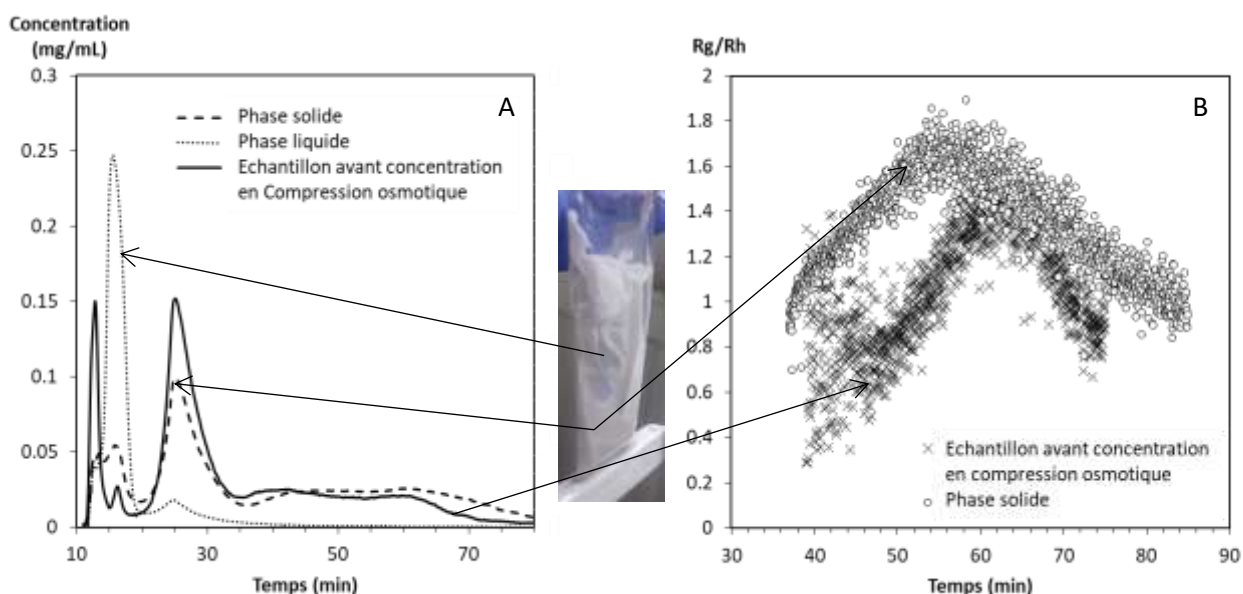 Concentration
(mg/mL)
0.3
0.25
0.2
0.15
0.1
0.05
0
10
30
50
70
Temps (min)
A
Phase solide
Phase liquide
Echantillon avant concentration
en Compression osmotique
Rg/Rh
2
1.8
1.6
1.4
1.2
1
0.8
0.6
0.4
0.2
0
30
40
50
60
70
80
90
Temps (min)
B
Echantillon avant concentration
en compression osmotique
Phase solide